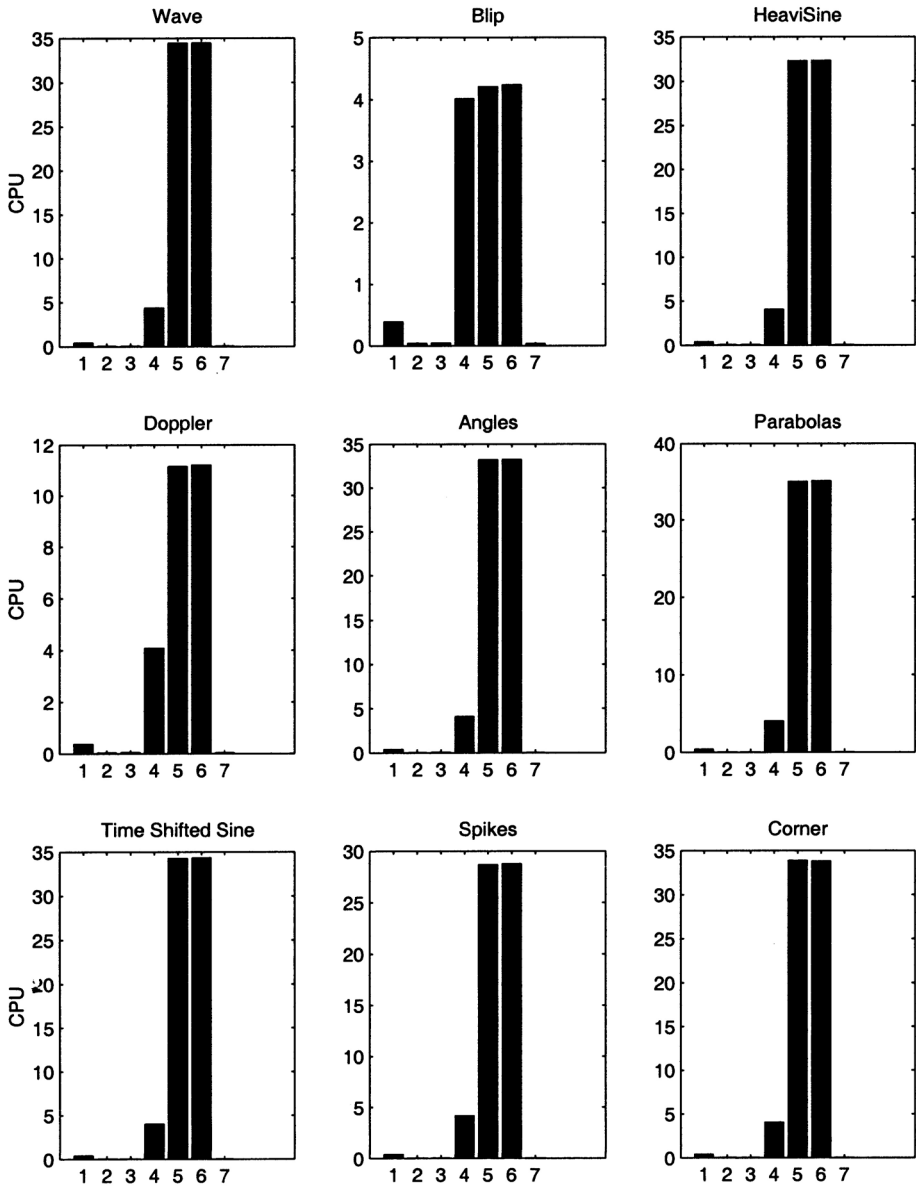 Wave Blip HeaviSine
35 30 25 20 15 10 5 0
CPU
1 2 3 4 5 6 7
5 4 3 2 1 0
1 2 3 4 5 6 7
35 30 25 20 15 10 5 0
1 2 3 4 5 6 7
Doppler Angles Parabolas
12 10 8 6 4 2 0
CPU
1 2 3 4 5 6 7
35 30 25 20 15 10 5 0
1 2 3 4 5 6 7
40 30 20 10 0
1 2 3 4 5 6 7
Time Shifted Sine Spikes Corner
35 30 25 20 15 10 5 0
CPU
1 2 3 4 5 6 7
30 25 20 15 10 5 0
1 2 3 4 5 6 7
35 30 25 20 15 10 5 0
1 2 3 4 5 6 7